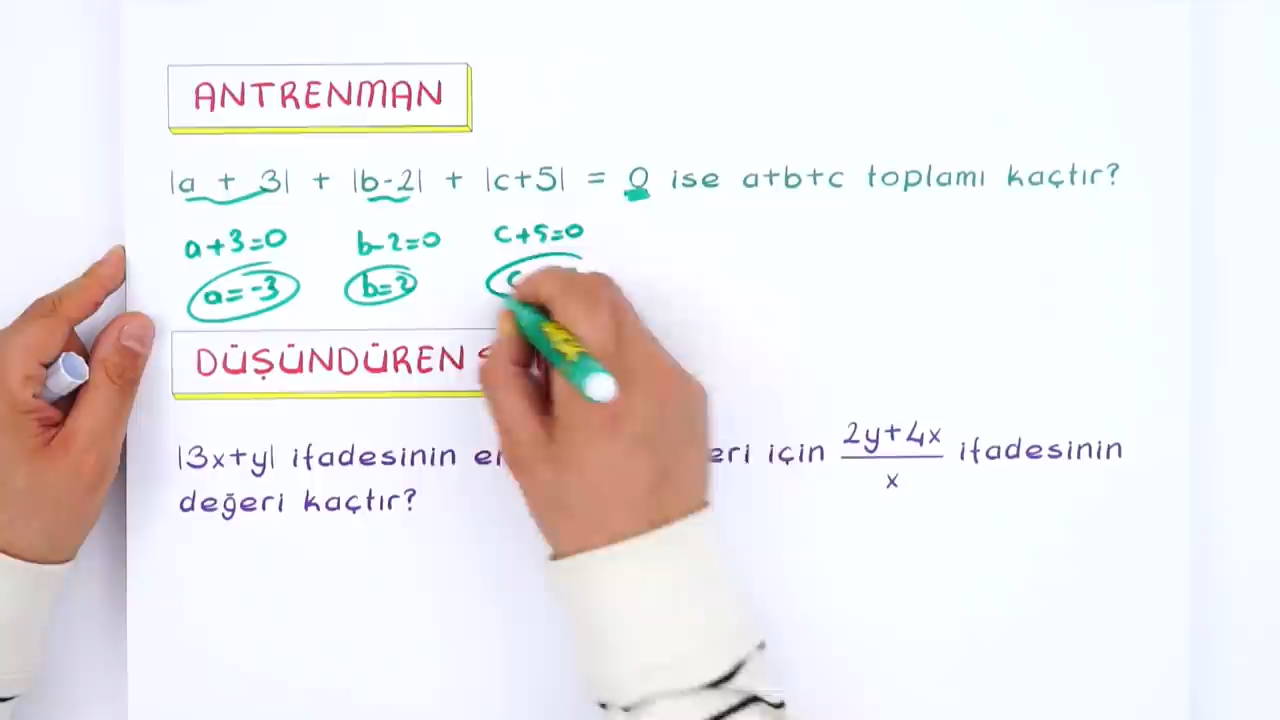 ANTRENMAN
|a + 3| + |b-2| + |c+5| = 0 ise a+b+c toplamı kaçtır?
a+3=0 b-2=0 c+5=0
a=-3 b=2
DÜŞÜNDÜREN
|3x+y| ifadesinin için 2y+4x/x ifadesinin
değeri kaçtır?